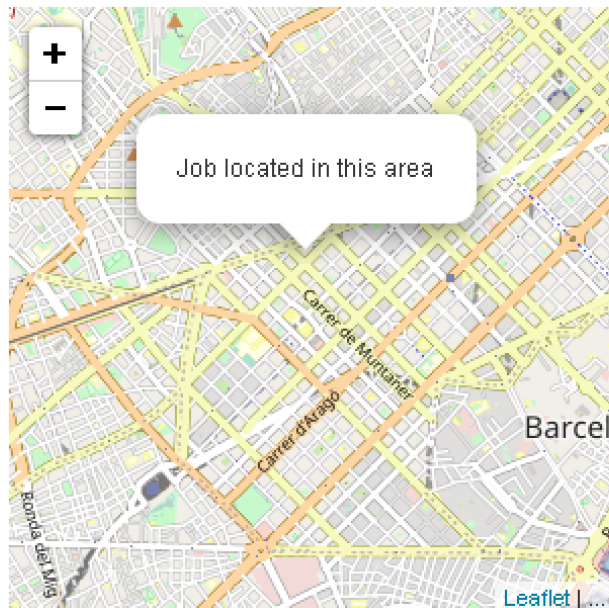 +
−
Job located in this area
Carrer de Muntaner
Carrer d'Aragó
Barcel
Ronda del Mig
Leaflet | ...